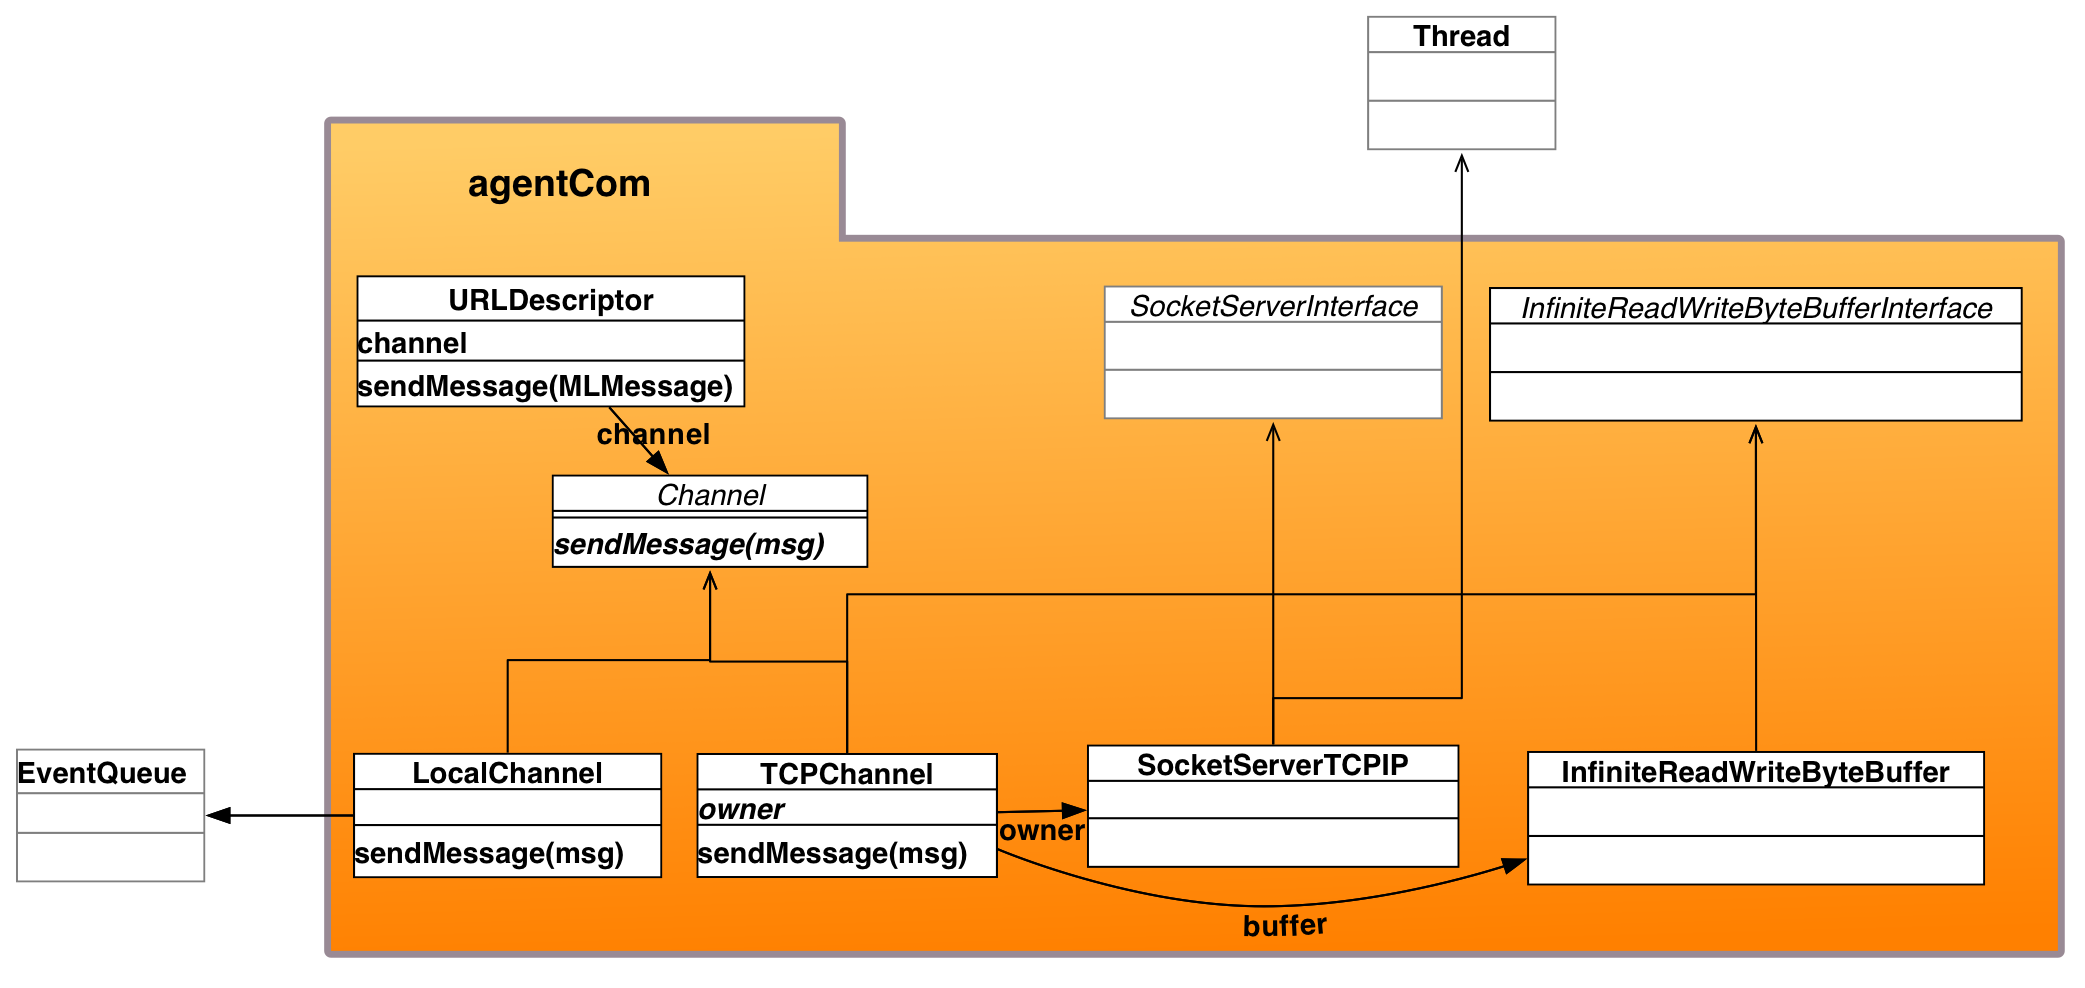 Thread
agentCom
URLDescriptor
channel
sendMessage(MLMessage)
channel
SocketServerInterface
InfiniteReadWriteByteBufferInterface
Channel
sendMessage(msg)
EventQueue
LocalChannel
sendMessage(msg)
TCPChannel
owner
sendMessage(msg)
owner
SocketServerTCPIP
InfiniteReadWriteByteBuffer
buffer